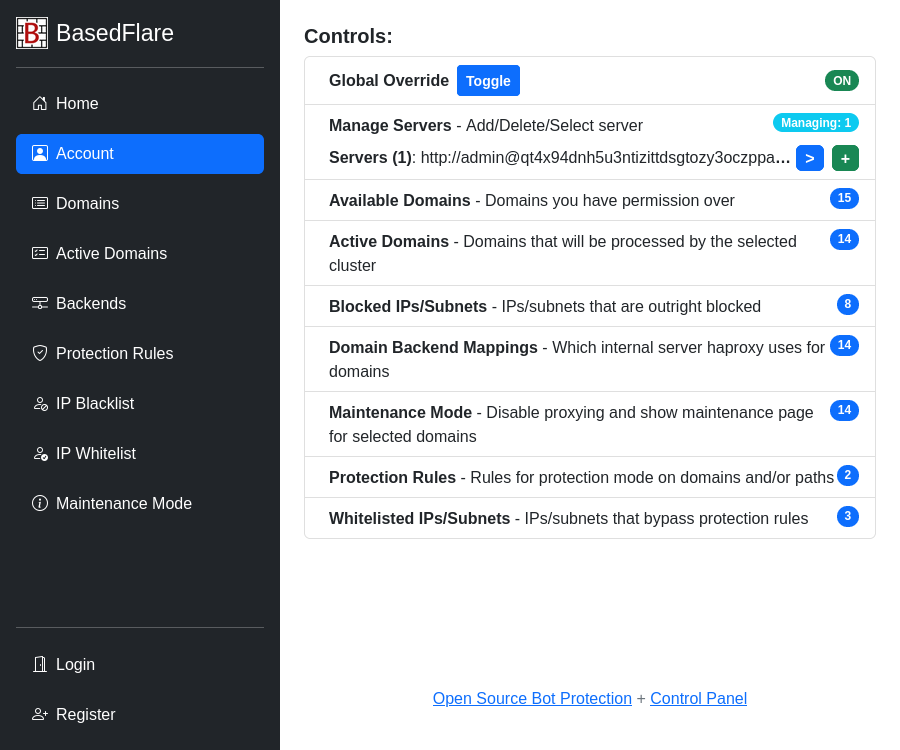 BasedFlare
Home
Account
Domains
Active Domains
Backends
Protection Rules
IP Blacklist
IP Whitelist
Maintenance Mode
Login
Register
Controls:
Global Override Toggle ON
Manage Servers - Add/Delete/Select server Managing: 1
Servers (1): http://admin@qt4x94dnh5u3ntizittdsgtozy3oczppa... > +
Available Domains - Domains you have permission over 15
Active Domains - Domains that will be processed by the selected 14
cluster
Blocked IPs/Subnets - IPs/subnets that are outright blocked 8
Domain Backend Mappings - Which internal server haproxy uses for 14
domains
Maintenance Mode - Disable proxying and show maintenance page 14
for selected domains
Protection Rules - Rules for protection mode on domains and/or paths 2
Whitelisted IPs/Subnets - IPs/subnets that bypass protection rules 3
Open Source Bot Protection + Control Panel